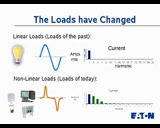 The Loads have Changed
Linear Loads (Loads of the past):
Current
Harmonic
Non-Linear Loads (Loads of today):
Current
EATON